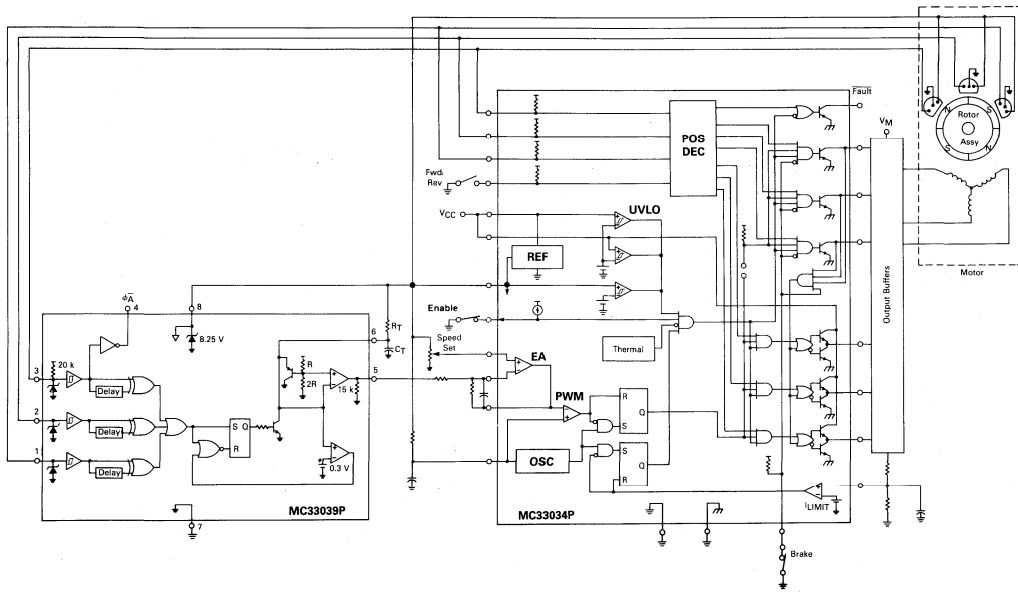 Fault
VM
N
S
Rotor
Assy
S
N
Motor
POS
DEC
Fwd/
Rev
VCC
UVLO
REF
Enable
Speed
Set
EA
PWM
OSC
Thermal
R
Q
S
S
Q
R
ILIMIT
MC33034P
Output Buffers
Brake
φA
4
8
8.25 V
6
RT
CT
5
3
20 k
Delay
2
Delay
1
Delay
S Q
R
R
2R
15 k
0.3 V
MC33039P
7